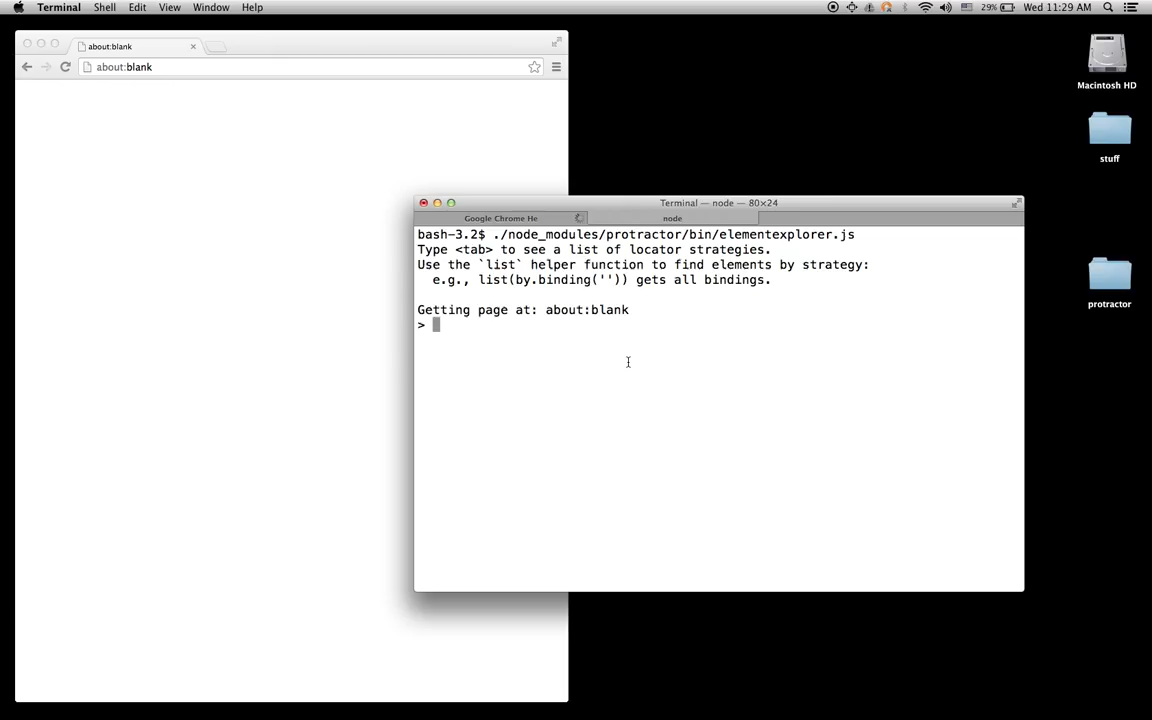 Terminal Shell Edit View Window Help 29% Wed 11:29 AM
about:blank
about:blank
Macintosh HD
stuff
protractor
Terminal — node — 80×24
Google Chrome He node
bash-3.2$ ./node_modules/protractor/bin/elementexplorer.js
Type <tab> to see a list of locator strategies.
Use the `list` helper function to find elements by strategy:
e.g., list(by.binding('')) gets all bindings.
Getting page at: about:blank
>